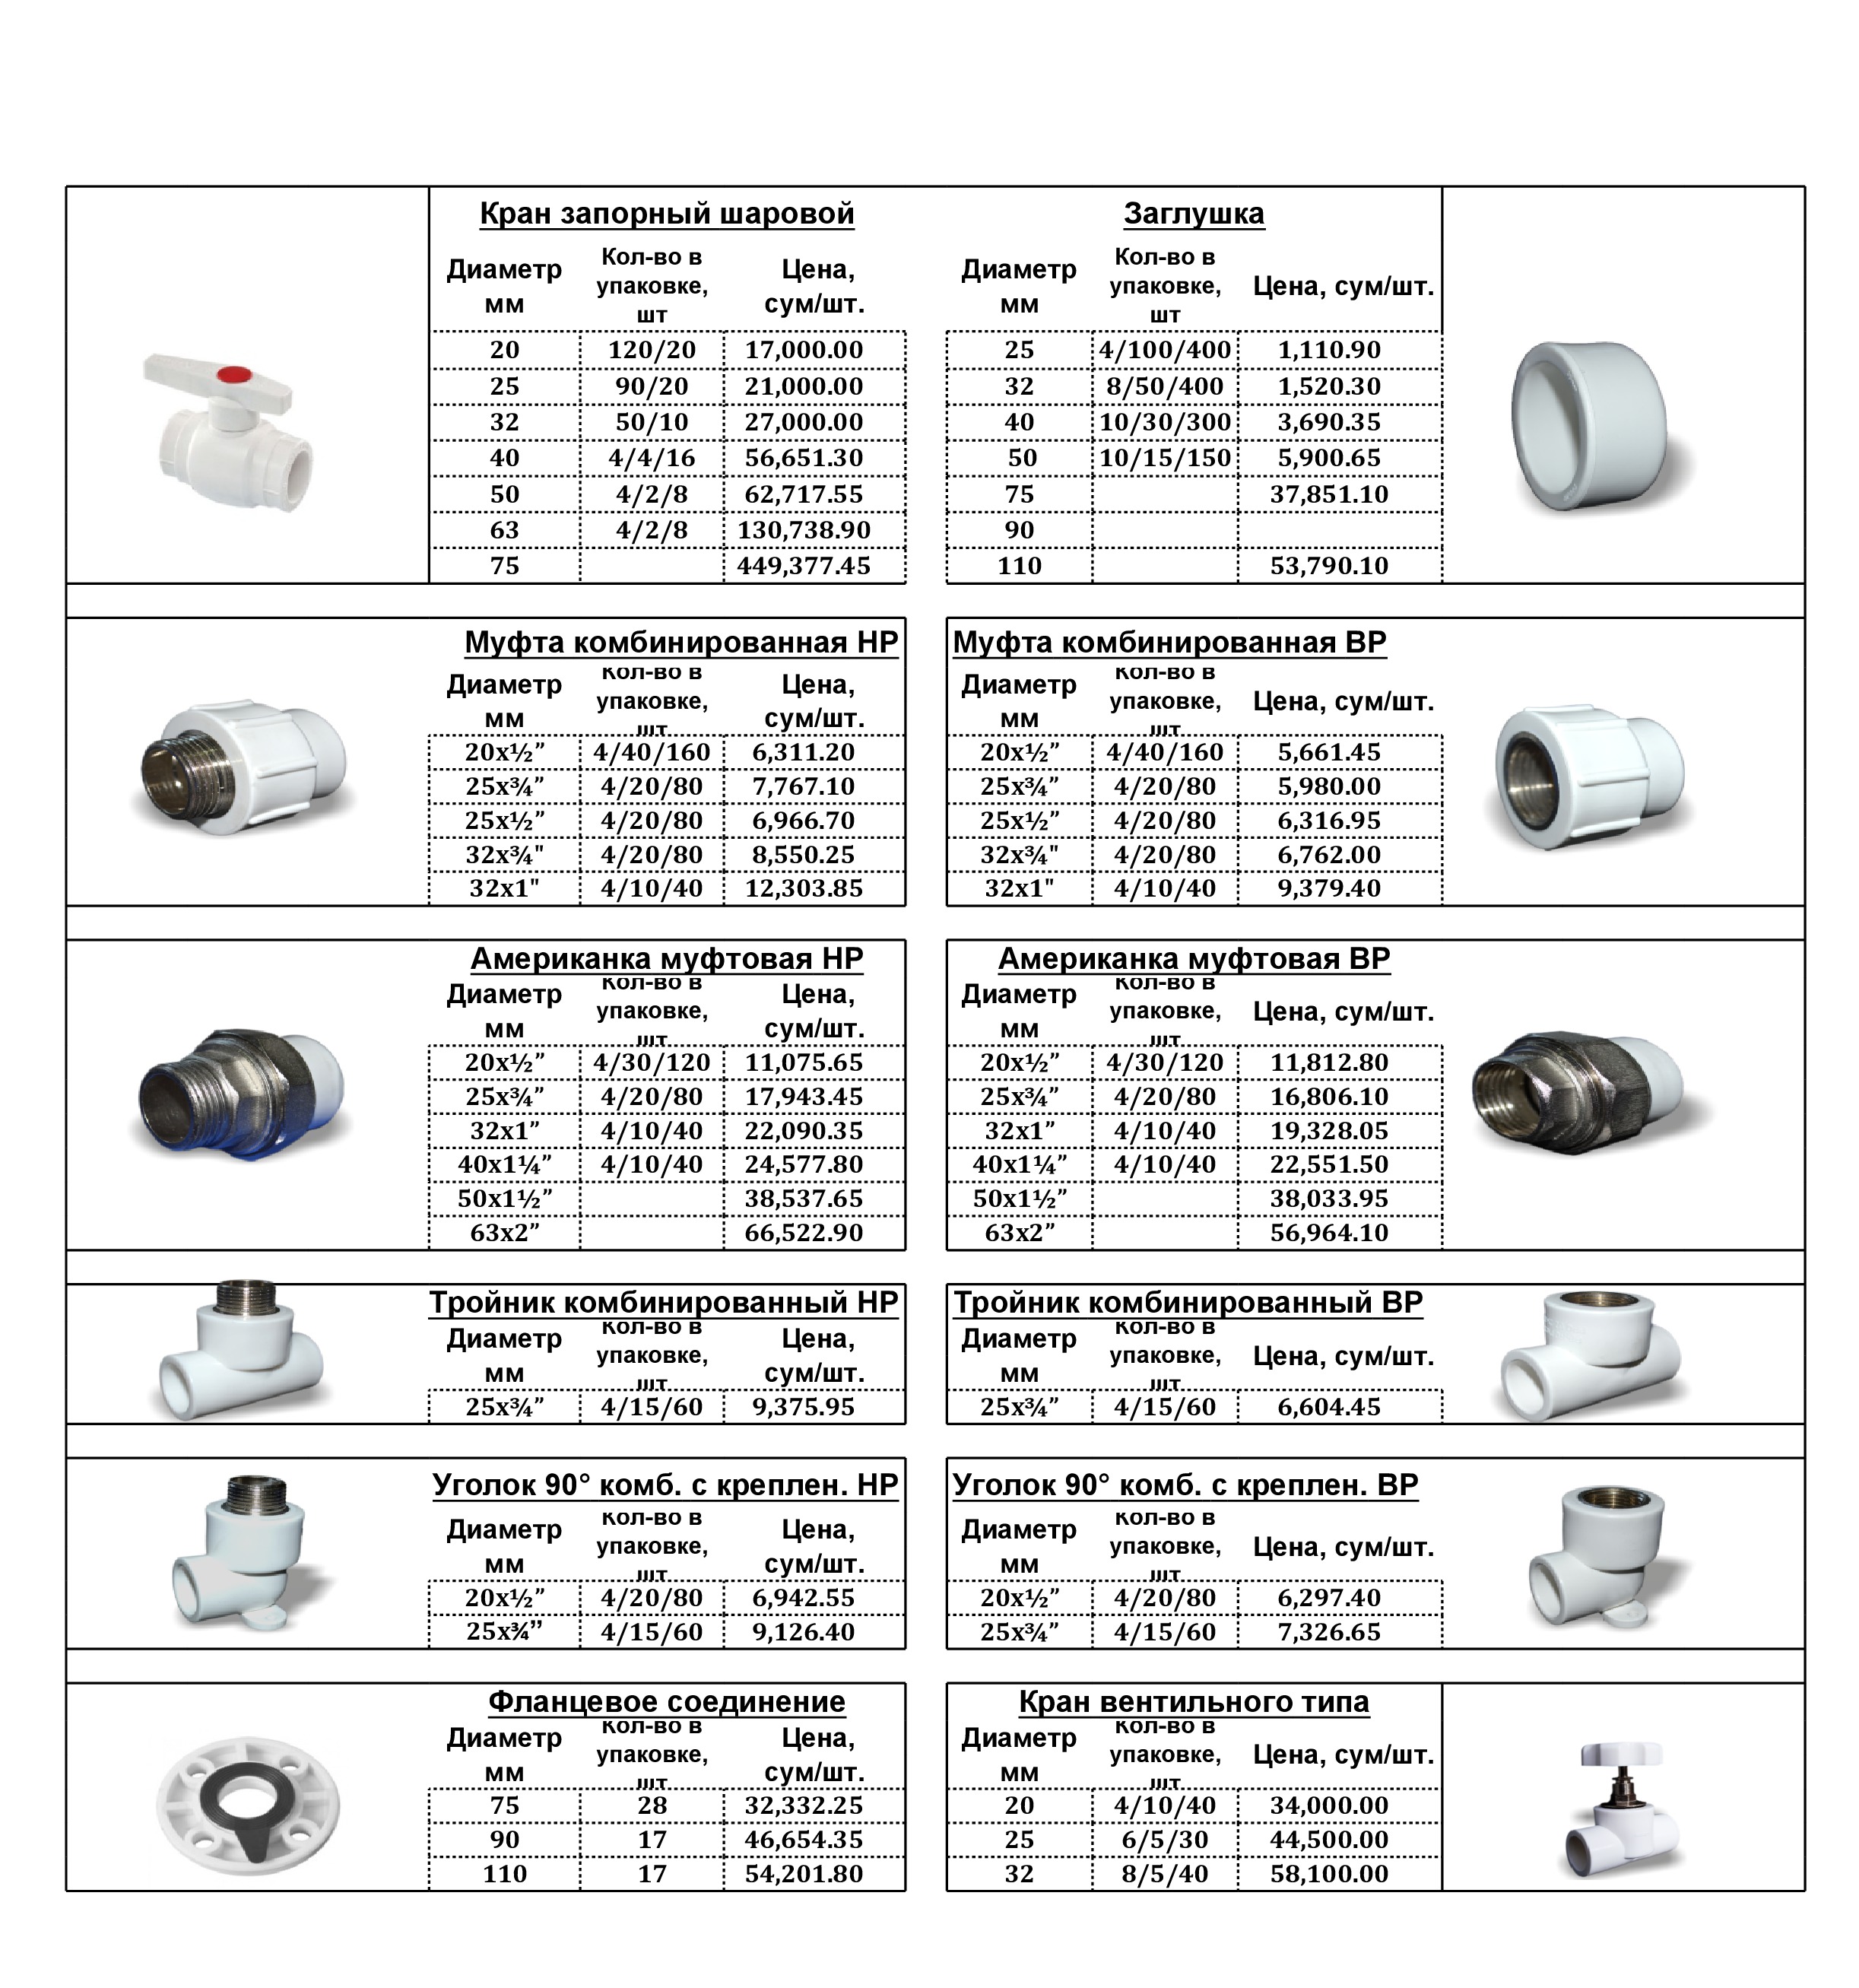 Кран запорный шаровой
Диаметр мм Кол-во в упаковке, шт Цена, сум/шт.
20 120/20 17,000.00
25 90/20 21,000.00
32 50/10 27,000.00
40 4/4/16 56,651.30
50 4/2/8 62,717.55
63 4/2/8 130,738.90
75 449,377.45
Заглушка
Диаметр мм Кол-во в упаковке, шт Цена, сум/шт.
25 4/100/400 1,110.90
32 8/50/400 1,520.30
40 10/30/300 3,690.35
50 10/15/150 5,900.65
75 37,851.10
90
110 53,790.10
Муфта комбинированная НР
Диаметр мм Кол-во в упаковке, шт Цена, сум/шт.
20x½” 4/40/160 6,311.20
25x¾” 4/20/80 7,767.10
25x½” 4/20/80 6,966.70
32x¾" 4/20/80 8,550.25
32x1" 4/10/40 12,303.85
Муфта комбинированная ВР
Диаметр мм Кол-во в упаковке, шт Цена, сум/шт.
20x½” 4/40/160 5,661.45
25x¾” 4/20/80 5,980.00
25x½” 4/20/80 6,316.95
32x¾" 4/20/80 6,762.00
32x1" 4/10/40 9,379.40
Американка муфтовая НР
Диаметр мм Кол-во в упаковке, шт Цена, сум/шт.
20x½” 4/30/120 11,075.65
25x¾” 4/20/80 17,943.45
32x1” 4/10/40 22,090.35
40x1¼” 4/10/40 24,577.80
50x1½” 38,537.65
63x2” 66,522.90
Американка муфтовая ВР
Диаметр мм Кол-во в упаковке, шт Цена, сум/шт.
20x½” 4/30/120 11,812.80
25x¾” 4/20/80 16,806.10
32x1” 4/10/40 19,328.05
40x1¼” 4/10/40 22,551.50
50x1½” 38,033.95
63x2” 56,964.10
Тройник комбинированный НР
Диаметр мм Кол-во в упаковке, шт Цена, сум/шт.
25x¾” 4/15/60 9,375.95
Тройник комбинированный ВР
Диаметр мм Кол-во в упаковке, шт Цена, сум/шт.
25x¾” 4/15/60 6,604.45
Уголок 90° комб. с креплен. НР
Диаметр мм Кол-во в упаковке, шт Цена, сум/шт.
20x½” 4/20/80 6,942.55
25x¾” 4/15/60 9,126.40
Уголок 90° комб. с креплен. ВР
Диаметр мм Кол-во в упаковке, шт Цена, сум/шт.
20x½” 4/20/80 6,297.40
25x¾” 4/15/60 7,326.65
Фланцевое соединение
Диаметр мм Кол-во в упаковке, шт Цена, сум/шт.
75 28 32,332.25
90 17 46,654.35
110 17 54,201.80
Кран вентильного типа
Диаметр мм Кол-во в упаковке, шт Цена, сум/шт.
20 4/10/40 34,000.00
25 6/5/30 44,500.00
32 8/5/40 58,100.00